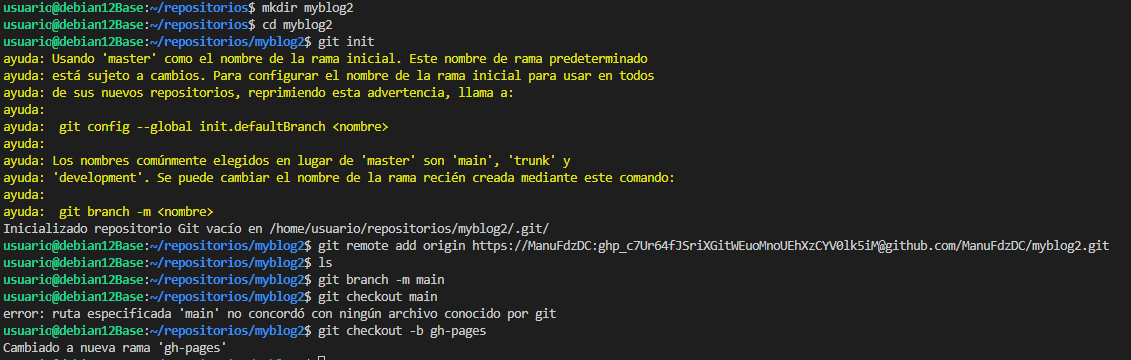 usuario@debian12Base:~/repositorios$ mkdir myblog2
usuario@debian12Base:~/repositorios$ cd myblog2
usuario@debian12Base:~/repositorios/myblog2$ git init
ayuda: Usando 'master' como el nombre de la rama inicial. Este nombre de rama predeterminado
ayuda: está sujeto a cambios. Para configurar el nombre de la rama inicial para usar en todos
ayuda: de sus nuevos repositorios, reprimiendo esta advertencia, llama a:
ayuda:
ayuda:  git config --global init.defaultBranch <nombre>
ayuda:
ayuda: Los nombres comúnmente elegidos en lugar de 'master' son 'main', 'trunk' y
ayuda: 'development'. Se puede cambiar el nombre de la rama recién creada mediante este comando:
ayuda:
ayuda:  git branch -m <nombre>
Inicializado repositorio Git vacío en /home/usuario/repositorios/myblog2/.git/
usuario@debian12Base:~/repositorios/myblog2$ git remote add origin https://ManuFdzDC: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@github.com/ManuFdzDC/myblog2.git
usuario@debian12Base:~/repositorios/myblog2$ ls
usuario@debian12Base:~/repositorios/myblog2$ git branch -m main
usuario@debian12Base:~/repositorios/myblog2$ git checkout main
error: ruta especificada 'main' no concordó con ningún archivo conocido por git
usuario@debian12Base:~/repositorios/myblog2$ git checkout -b gh-pages
Cambiado a nueva rama 'gh-pages'